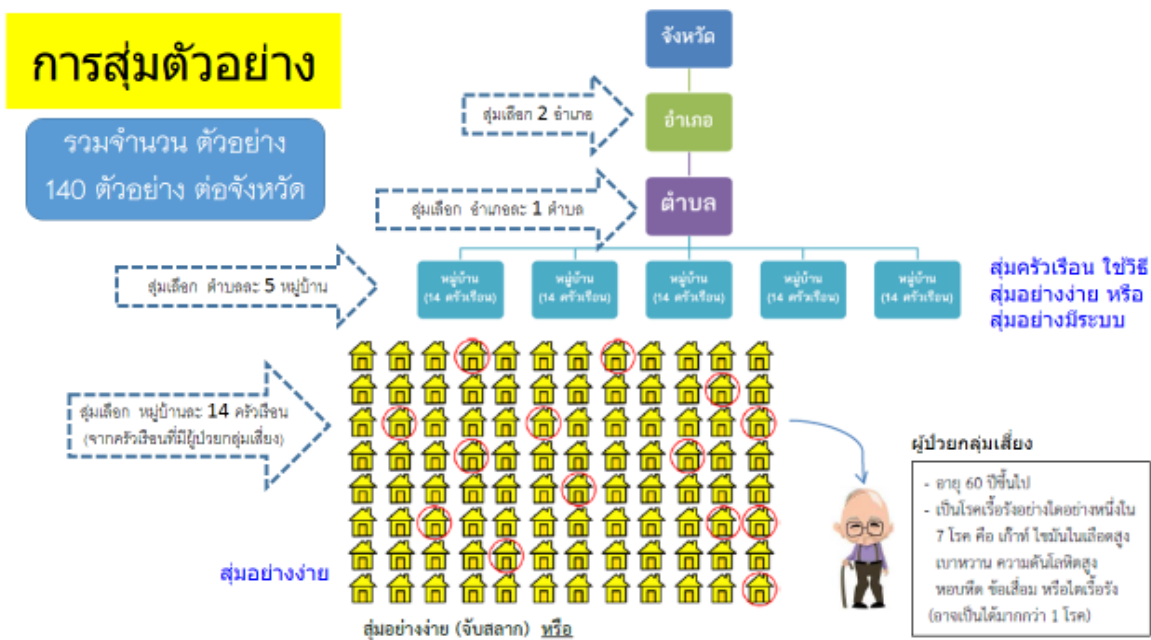 การสุ่มตัวอย่าง
รวมจำนวน ตัวอย่าง
140 ตัวอย่าง ต่อจังหวัด
จังหวัด
สุ่มเลือก 2 อำเภอ
อำเภอ
สุ่มเลือก อำเภอละ 1 ตำบล
ตำบล
สุ่มเลือก ตำบลละ 5 หมู่บ้าน
หมู่บ้าน
(14 ครัวเรือน)
หมู่บ้าน
(14 ครัวเรือน)
หมู่บ้าน
(14 ครัวเรือน)
หมู่บ้าน
(14 ครัวเรือน)
หมู่บ้าน
(14 ครัวเรือน)
สุ่มครัวเรือน ใช้วิธี
สุ่มอย่างง่าย หรือ
สุ่มอย่างมีระบบ
สุ่มเลือก หมู่บ้านละ 14 ครัวเรือน
(จากครัวเรือนที่มีผู้ป่วยกลุ่มเสี่ยง)
ผู้ป่วยกลุ่มเสี่ยง
- อายุ 60 ปีขึ้นไป
- เป็นโรคเรื้อรังอย่างใดอย่างหนึ่งใน
7 โรค คือ เก๊าท์ ไขมันในเลือดสูง
เบาหวาน ความดันโลหิตสูง
หอบหืด ข้อเสื่อม หรือไตเรื้อรัง
(อาจเป็นได้มากกว่า 1 โรค)
สุ่มอย่างง่าย
สุ่มอย่างง่าย (จับสลาก) หรือ